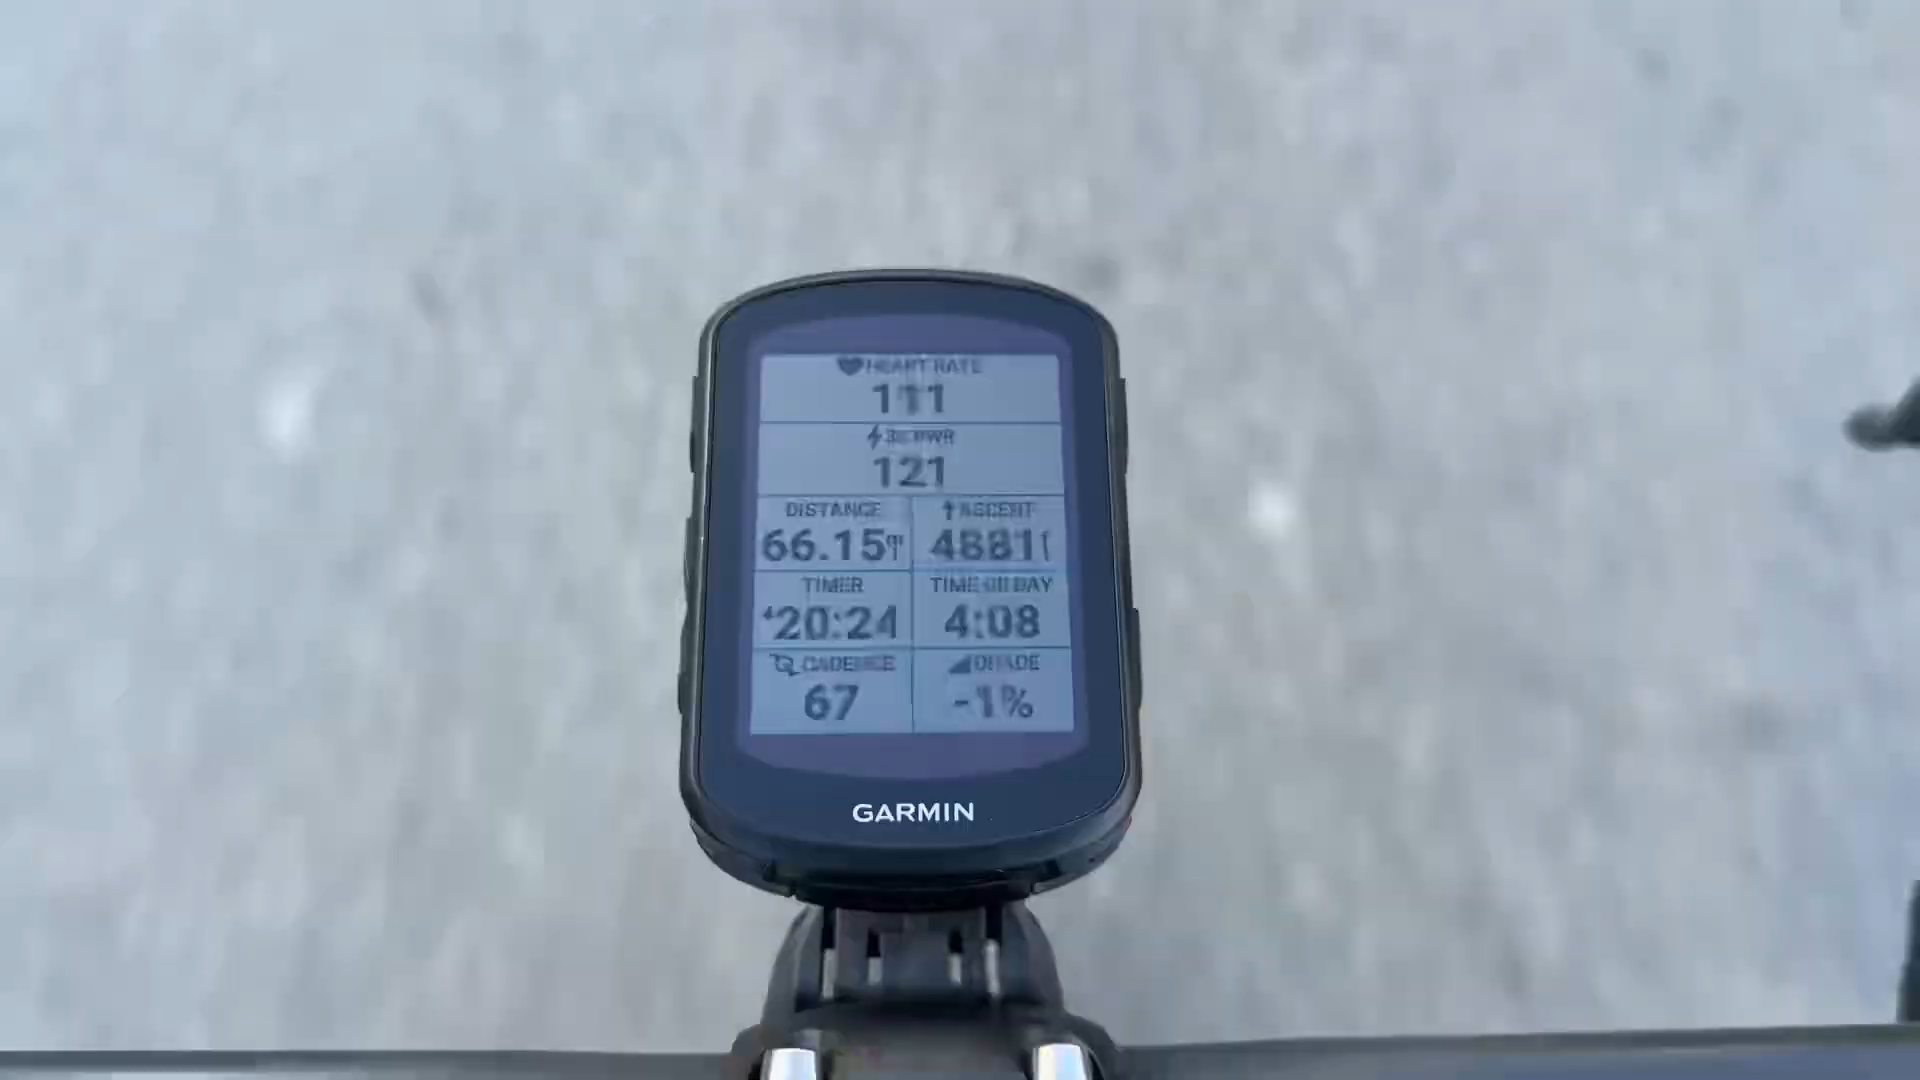 HEART RATE
111
3s PWR
121
DISTANCE ASCENT
66.15 4881
TIMER TIME OF DAY
4 20:24 4:08
CADENCE GRADE
67 -1%
GARMIN